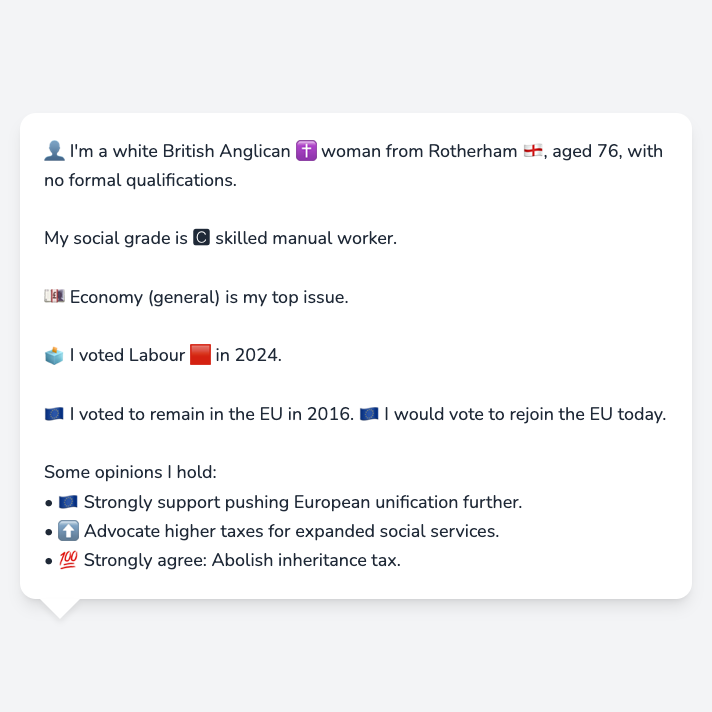 👤 I'm a white British Anglican ✝️ woman from Rotherham 🏴󠁧󠁢󠁥󠁮󠁧󠁿, aged 76, with
no formal qualifications.
My social grade is 🅲 skilled manual worker.
💷 Economy (general) is my top issue.
🗳️ I voted Labour 🟥 in 2024.
🇪🇺 I voted to remain in the EU in 2016. 🇪🇺 I would vote to rejoin the EU today.
Some opinions I hold:
• 🇪🇺 Strongly support pushing European unification further.
• ⬆️ Advocate higher taxes for expanded social services.
• 💯 Strongly agree: Abolish inheritance tax.